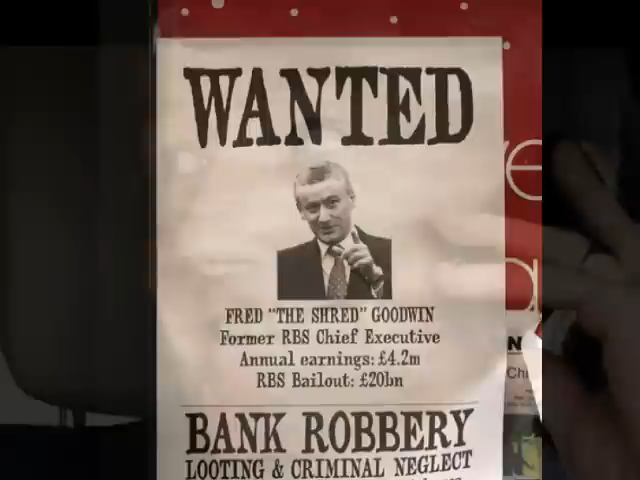 WANTED
FRED "THE SHRED" GOODWIN
Former RBS Chief Executive
Annual earnings: £4.2m
RBS Bailout: £20bn
BANK ROBBERY
LOOTING & CRIMINAL NEGLECT